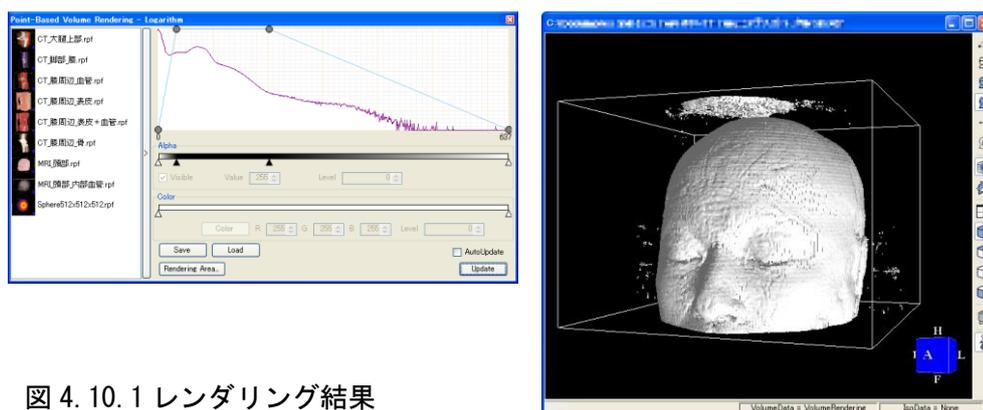 Point-Based Volume Rendering - Logarithm
CT_大腿上部.rpf
CT_脚部_膝.rpf
CT_膝周辺_血管.rpf
CT_膝周辺_表皮.rpf
CT_膝周辺_表皮+血管.rpf
CT_膝周辺_骨.rpf
MRI_頭部.rpf
MRI_頭部_内部血管.rpf
Sphere512x512x512.rpf
>
0
637
Alpha
Visible Value 255 Level 0
Color
Color R 255 G 255 B 255 Level 0
Save Load
AutoUpdate
Rendering Area..
Update
H
A L
F
VolumeData = VolumeRendering IsoData = None
図 4.10.1 レンダリング結果